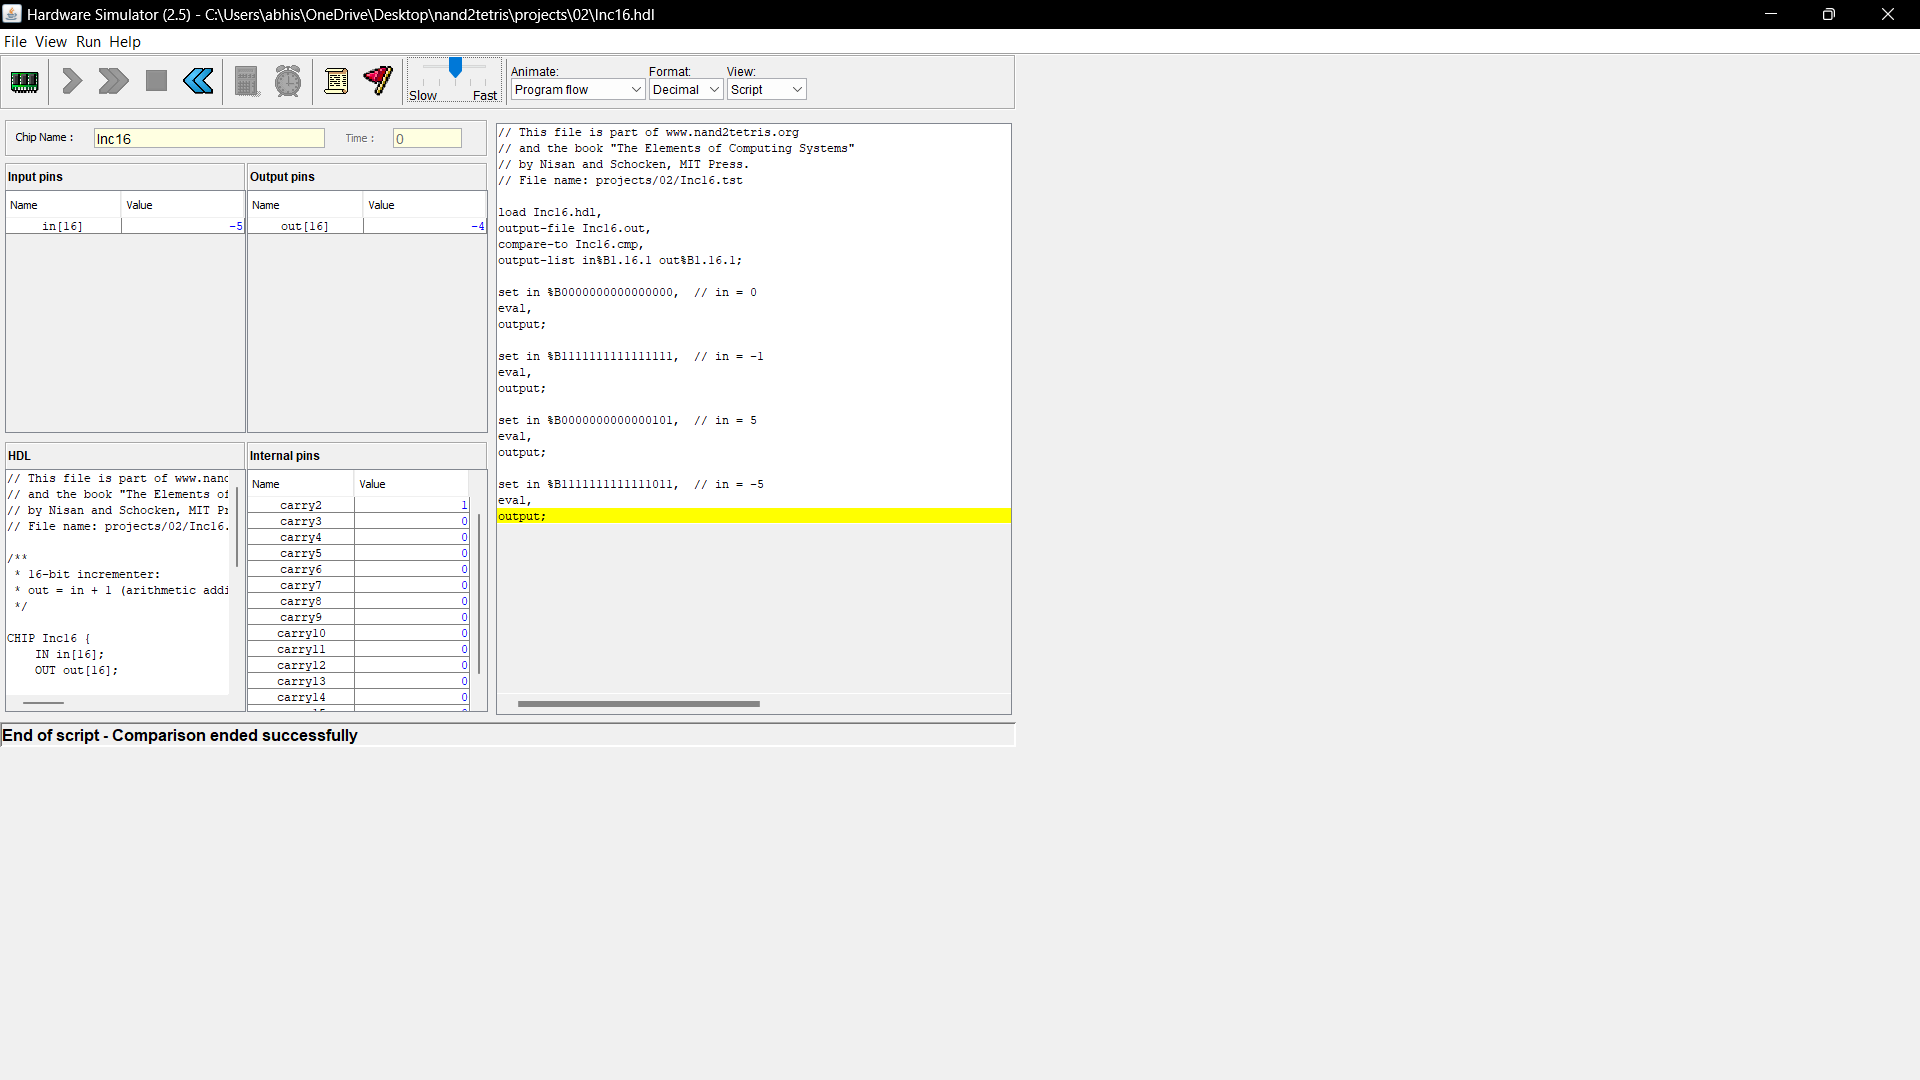 Hardware Simulator (2.5) - C:\Users\abhis\OneDrive\Desktop\nand2tetris\projects\02\Inc16.hdl
File View Run Help
Slow Fast
Animate: Format: View:
Program flow Decimal Script
Chip Name : Inc16 Time : 0
Input pins
Name Value
in[16] -5
Output pins
Name Value
out[16] -4
HDL
// This file is part of www.nand
// and the book "The Elements of
// by Nisan and Schocken, MIT Pr
// File name: projects/02/Inc16.
/**
* 16-bit incrementer:
* out = in + 1 (arithmetic addi
*/
CHIP Inc16 {
IN in[16];
OUT out[16];
Internal pins
Name Value
carry2 1
carry3 0
carry4 0
carry5 0
carry6 0
carry7 0
carry8 0
carry9 0
carry10 0
carry11 0
carry12 0
carry13 0
carry14 0
// This file is part of www.nand2tetris.org
// and the book "The Elements of Computing Systems"
// by Nisan and Schocken, MIT Press.
// File name: projects/02/Inc16.tst
load Inc16.hdl,
output-file Inc16.out,
compare-to Inc16.cmp,
output-list in%B1.16.1 out%B1.16.1;
set in %B0000000000000000, // in = 0
eval,
output;
set in %B1111111111111111, // in = -1
eval,
output;
set in %B0000000000000101, // in = 5
eval,
output;
set in %B1111111111111011, // in = -5
eval,
output;
End of script - Comparison ended successfully